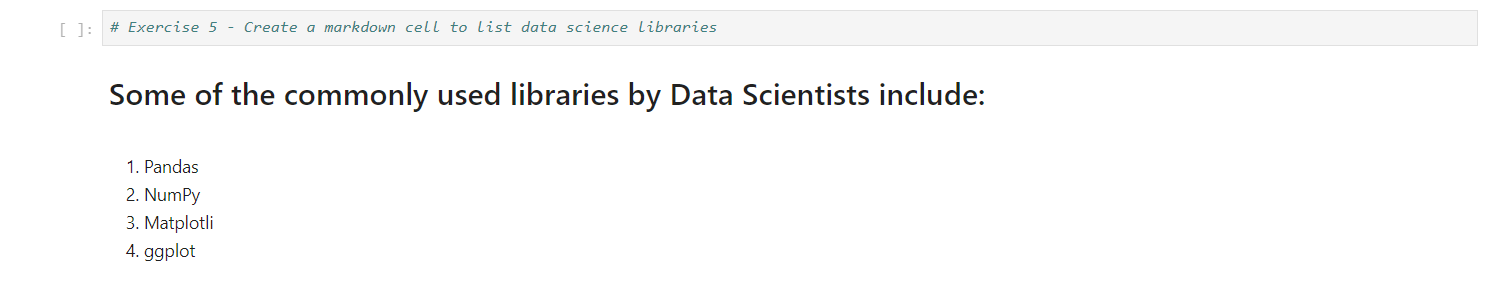 [ ]: # Exercise 5 - Create a markdown cell to list data science libraries
Some of the commonly used libraries by Data Scientists include:
1. Pandas
2. NumPy
3. Matplotli
4. ggplot